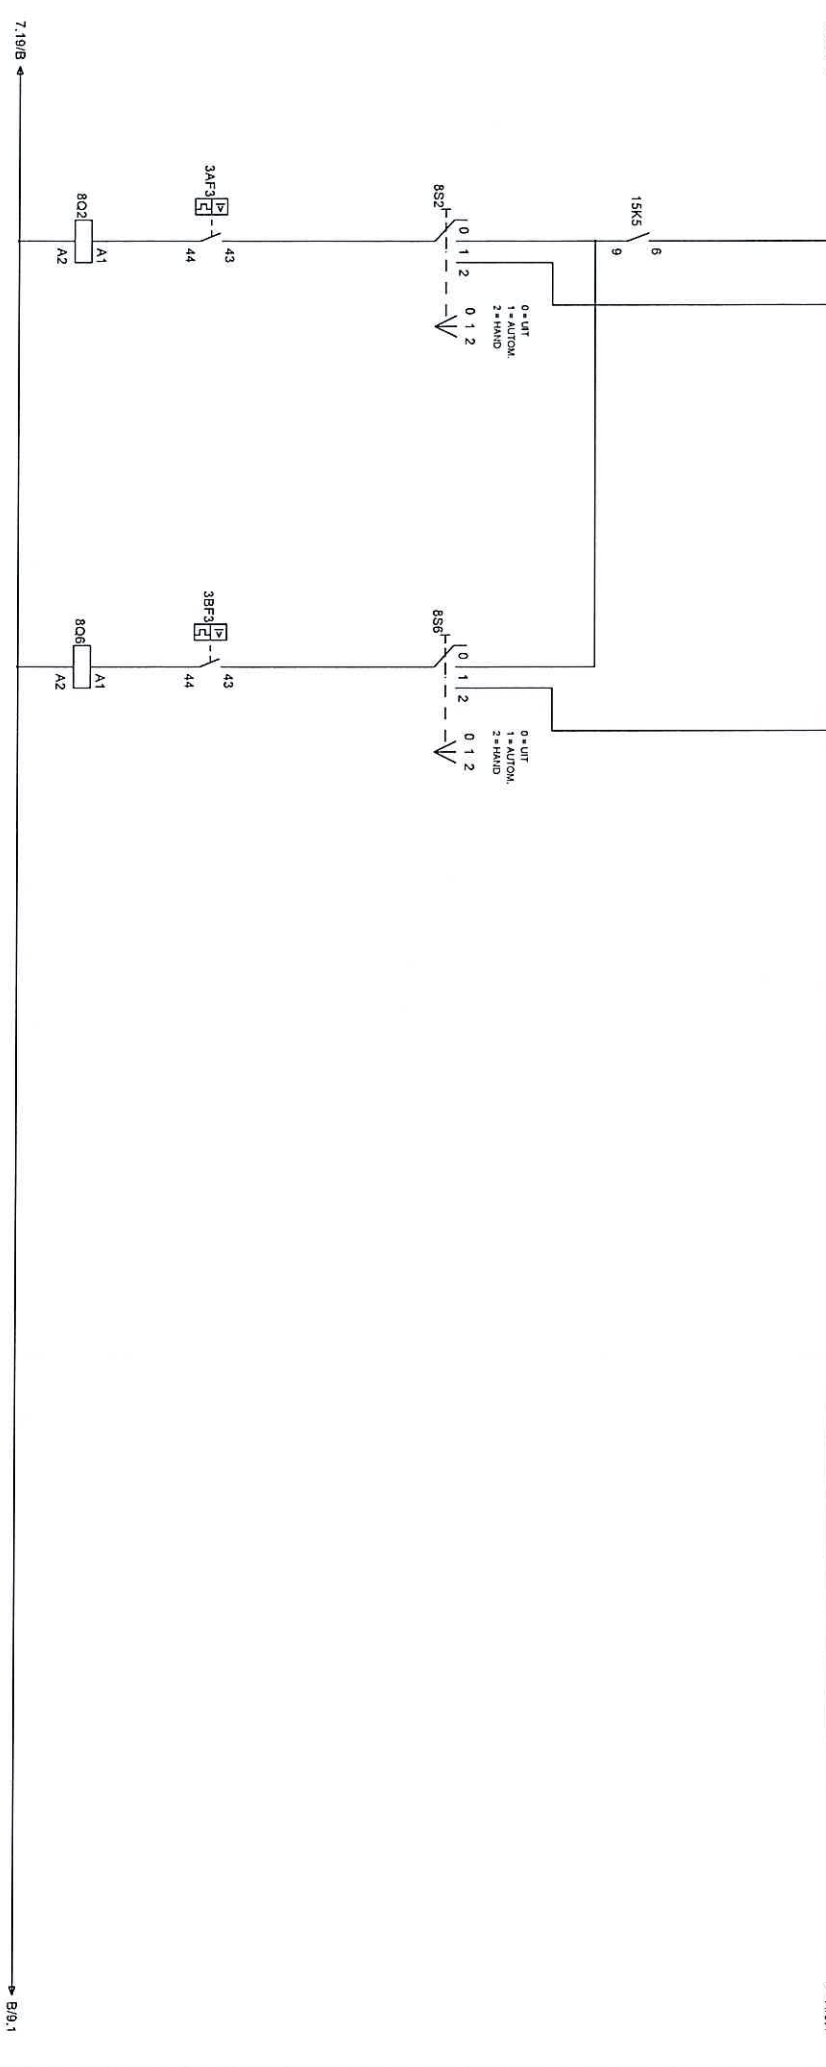 15K5
6
9
8S2
0 1 2
0 1 2
0 = UIT
1 = AUTOM.
2 = HAND
3AF3
43
44
8Q2
A1
A2
8S6
0 1 2
0 1 2
0 = UIT
1 = AUTOM.
2 = HAND
3BF3
43
44
8Q6
A1
A2
7.19/B
B/9.1